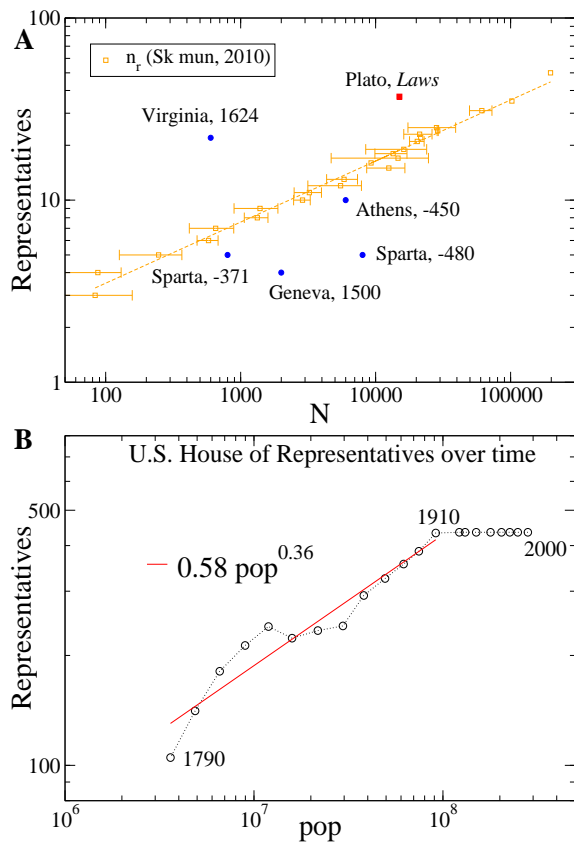 A
100
n_r (Sk mun, 2010)
Plato, Laws
Virginia, 1624
Representatives
10
Athens, -450
Sparta, -371
Sparta, -480
Geneva, 1500
1
100
1000
10000
100000
N
B
U.S. House of Representatives over time
500
1910
0.58 pop^0.36
2000
Representatives
1790
100
10^6
10^7
10^8
pop